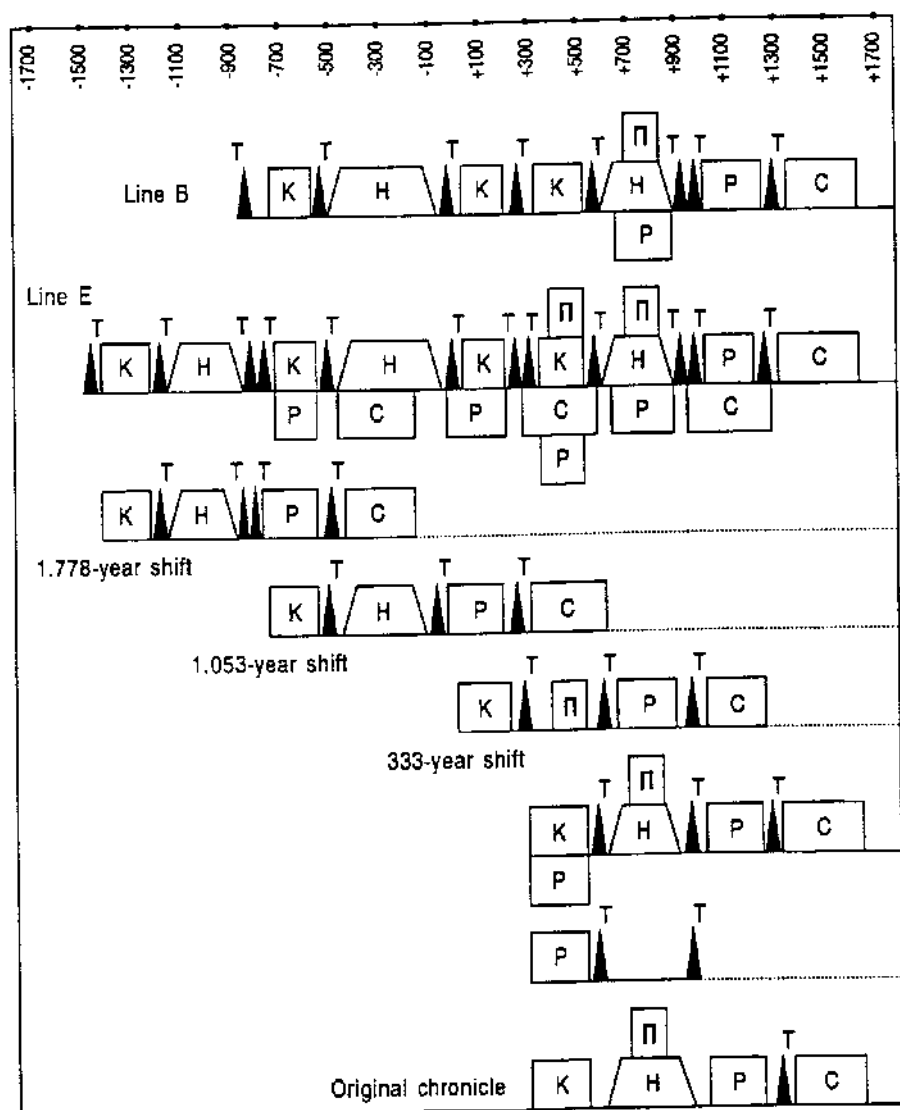 -1700 -1500 -1300 -1100 -900 -700 -500 -300 -100 +100 +300 +500 +700 +900 +1100 +1300 +1500 +1700
П
T T T T T T T T
Line B К Н К К Н Р С
Р
Line E
П П
T T T T T T T T T T T
К Н К Н К К Н Р С
Р С Р С Р С
Р
T T T T
К Н Р С
1.778-year shift
T T T
К Н Р С
1.053-year shift
T T T
К П Р С
333-year shift
П
T T T
К Н Р С
Р
T T
Р
П
T
Original chronicle К Н Р С